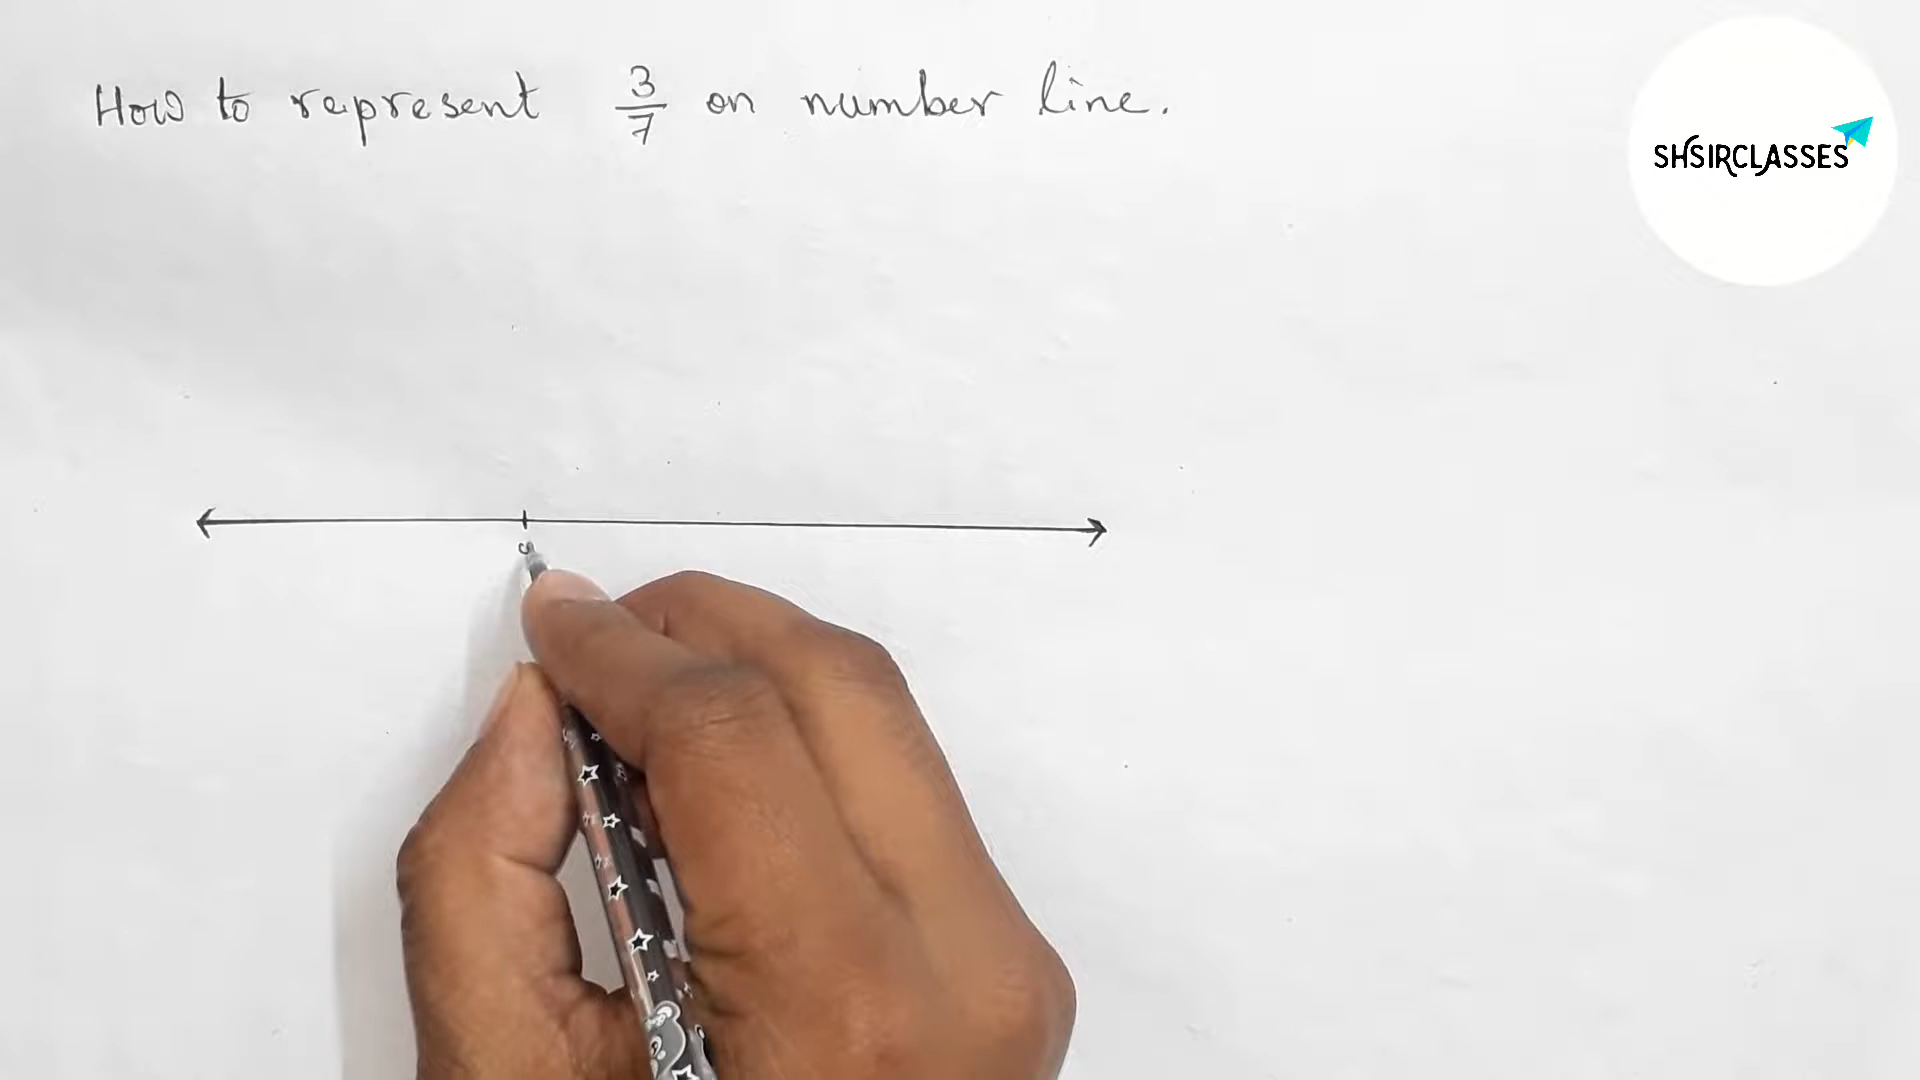 How to represent 3/7 on number line.
SHSIRCLASSES